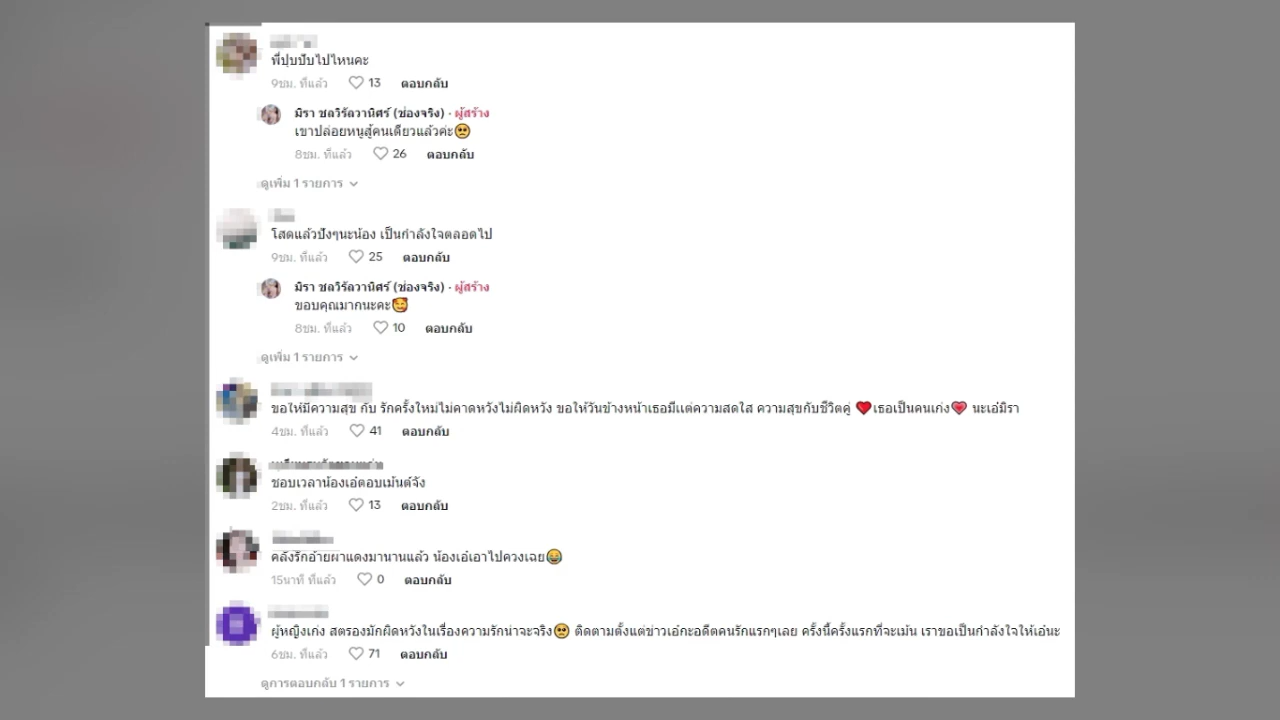 พี่ปุบปับไปไหนคะ
9ชม. ที่แล้ว 13 ตอบกลับ
มิรา ชลวิรัลวานิศร์ (ช่องจริง) · ผู้สร้าง
เขาปล่อยหนูสู้คนเดียวแล้วค่ะ🥺
8ชม. ที่แล้ว 26 ตอบกลับ
ดูเพิ่ม 1 รายการ
โสดแล้วปังๆนะน้อง เป็นกำลังใจตลอดไป
9ชม. ที่แล้ว 25 ตอบกลับ
มิรา ชลวิรัลวานิศร์ (ช่องจริง) · ผู้สร้าง
ขอบคุณมากนะคะ🥰
8ชม. ที่แล้ว 10 ตอบกลับ
ดูเพิ่ม 1 รายการ
ขอให้มีความสุข กับ รักครั้งใหม่ไม่คาดหวังไม่ผิดหวัง ขอให้วันข้างหน้าเธอมีแต่ความสดใส ความสุขกับชีวิตคู่ ❤️เธอเป็นคนเก่ง💗 นะเอ๋มิรา
4ชม. ที่แล้ว 41 ตอบกลับ
ชอบเวลาน้องเอ๋ตอบเม้นต์จัง
2ชม. ที่แล้ว 13 ตอบกลับ
คลั่งรักอ้ายผาแดงมานานแล้ว น้องเอ๋เอาไปควงเฉย😂
15นาที ที่แล้ว 0 ตอบกลับ
ผู้หญิงเก่ง สตรองมักผิดหวังในเรื่องความรักน่าจะจริง🥺 ติดตามตั้งแต่ข่าวเอ๋กะอดีตคนรักแรกๆเลย ครั้งนี้ครั้งแรกที่จะเม้น เราขอเป็นกำลังใจให้เอ๋นะ
6ชม. ที่แล้ว 71 ตอบกลับ
ดูการตอบกลับ 1 รายการ